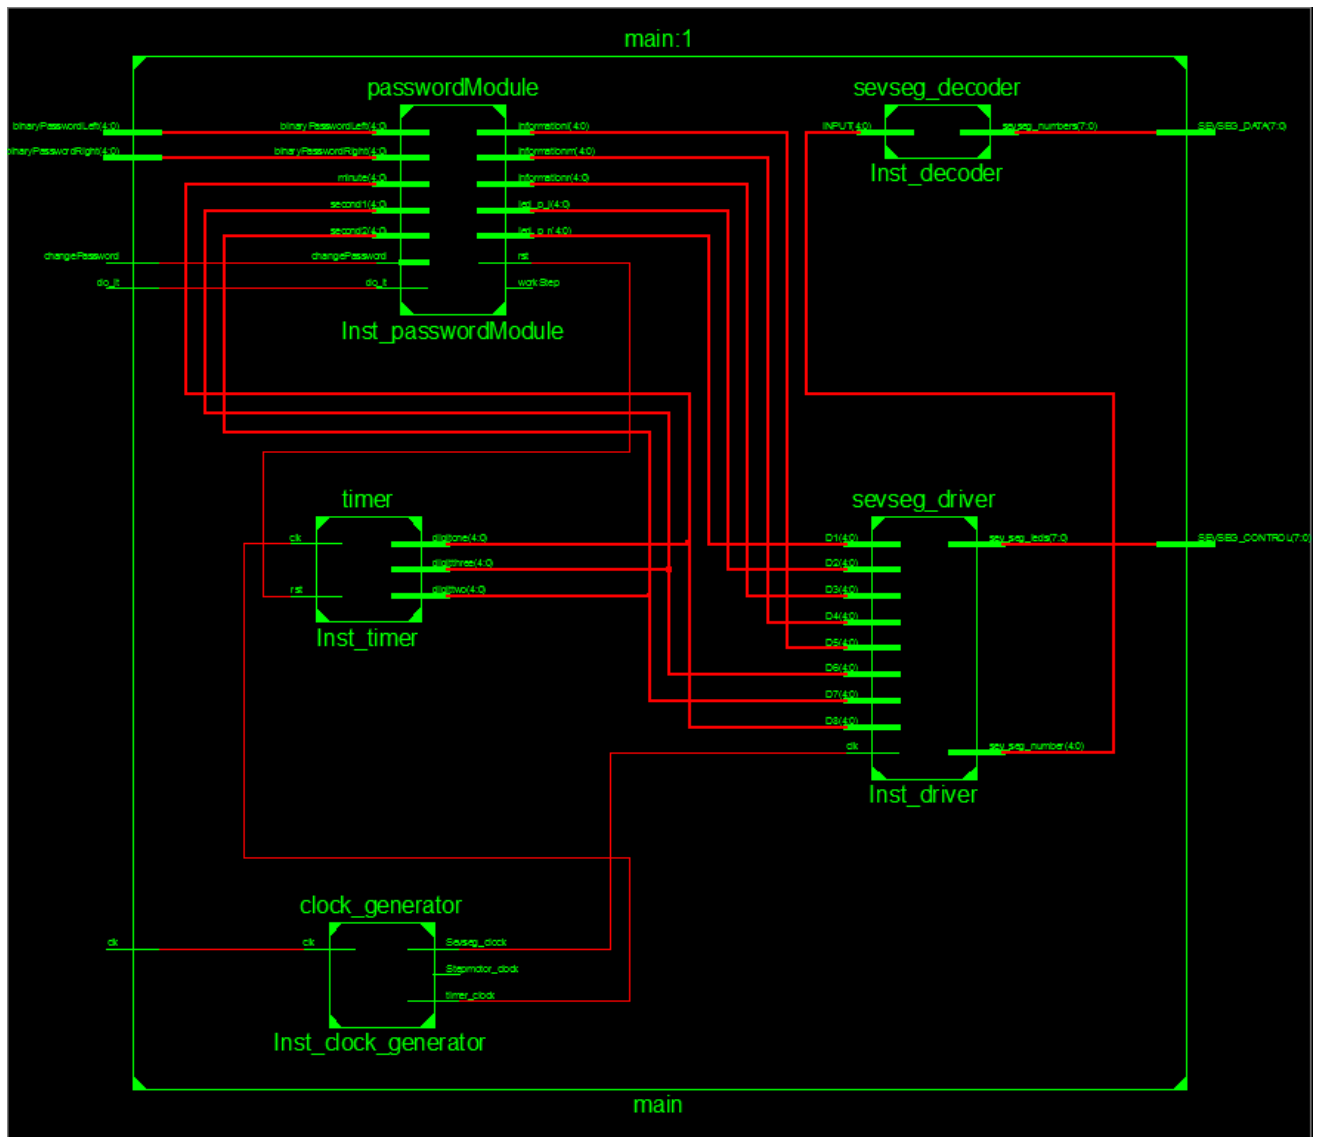 main:1
passwordModule
sevseg_decoder
binaryPasswordLeft(4:0)
binaryPasswordLeft(4:0)
informationl(4:0)
INPUT(4:0)
sevseg_numbers(7:0)
SEVSEG_DATA(7:0)
binaryPasswordRight(4:0)
binaryPasswordRight(4:0)
informationm(4:0)
Inst_decoder
minute(4:0)
informationr(4:0)
second1(4:0)
led_p_l(4:0)
second2(4:0)
led_p_r(4:0)
changePassword
changePassword
rst
do_it
do_it
workStep
Inst_passwordModule
timer
sevseg_driver
clk
digitone(4:0)
D1(4:0)
sev_seg_leds(7:0)
SEVSEG_CONTROL(7:0)
digitthree(4:0)
D2(4:0)
rst
digittwo(4:0)
D3(4:0)
D4(4:0)
Inst_timer
D5(4:0)
D6(4:0)
D7(4:0)
D8(4:0)
clk
sev_seg_number(4:0)
Inst_driver
clock_generator
clk
clk
Sevseg_clock
Stepmotor_clock
timer_clock
Inst_clock_generator
main